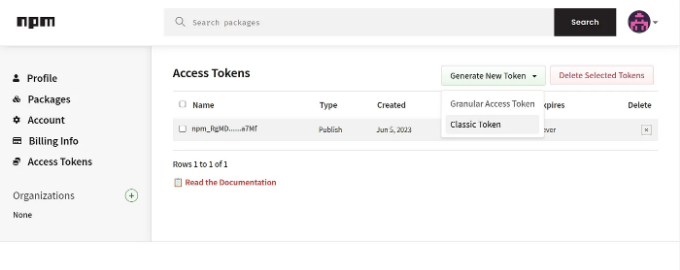 npm
Search packages
Search
Profile
Packages
Account
Billing Info
Access Tokens
Organizations
None
Access Tokens
Generate New Token
Delete Selected Tokens
Granular Access Token
Classic Token
Name Type Created xpires Delete
npm_RgMD......a7Mf Publish Jun 5, 2023 ever
Rows 1 to 1 of 1
Read the Documentation